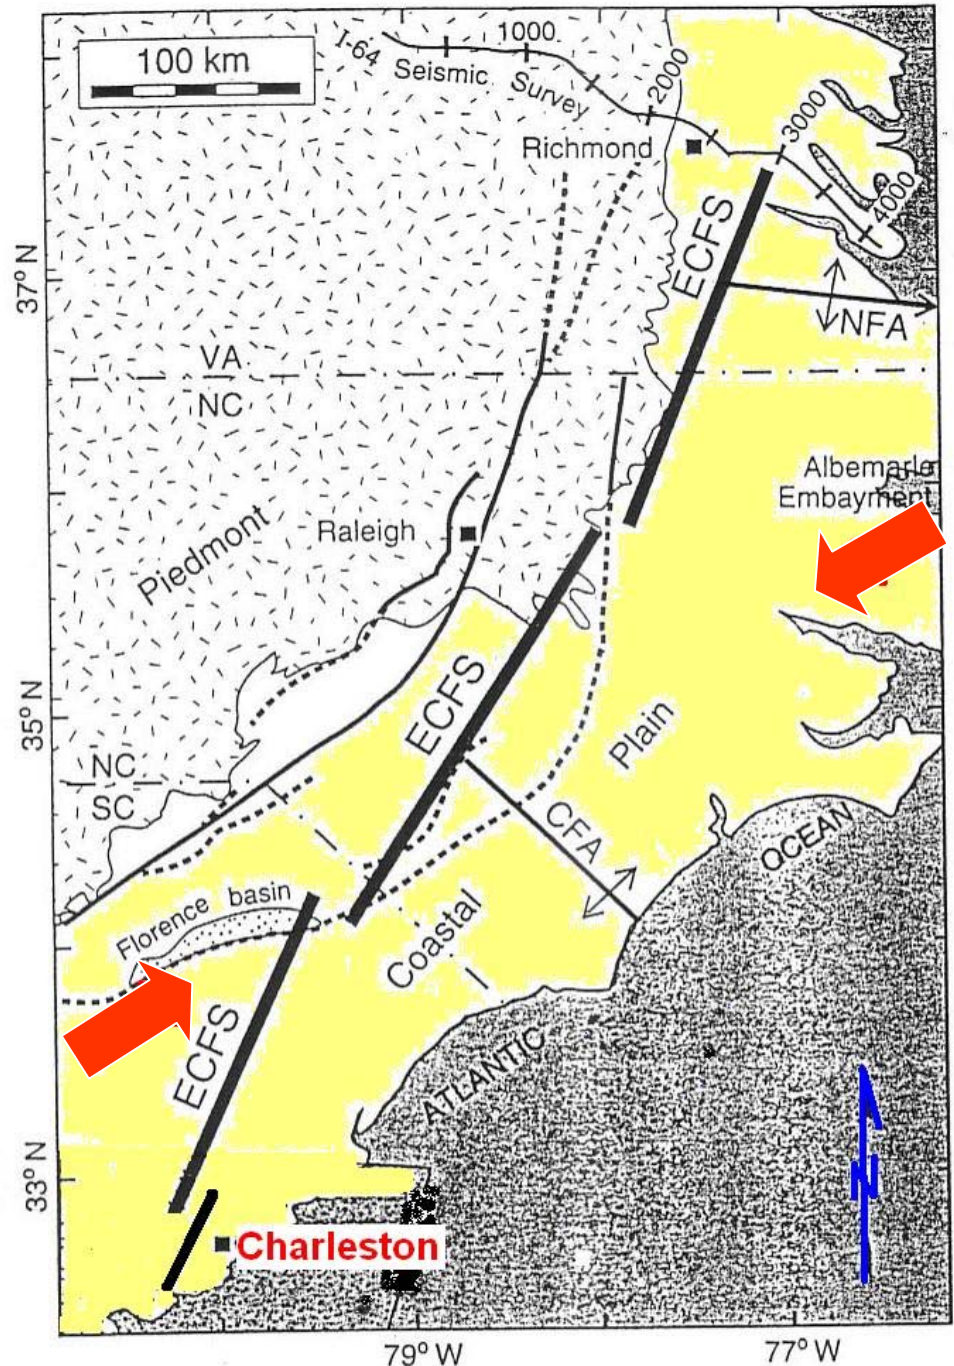 100 km
I-64 Seismic Survey
1000
2000
3000
4000
Richmond
ECFS
37° N
NFA
VA
NC
Albemarle
Embayment
Raleigh
Piedmont
ECFS
35° N
Plain
NC
SC
CFA
OCEAN
Florence basin
Coastal
ECFS
ATLANTIC
33° N
N
Charleston
79° W
77° W